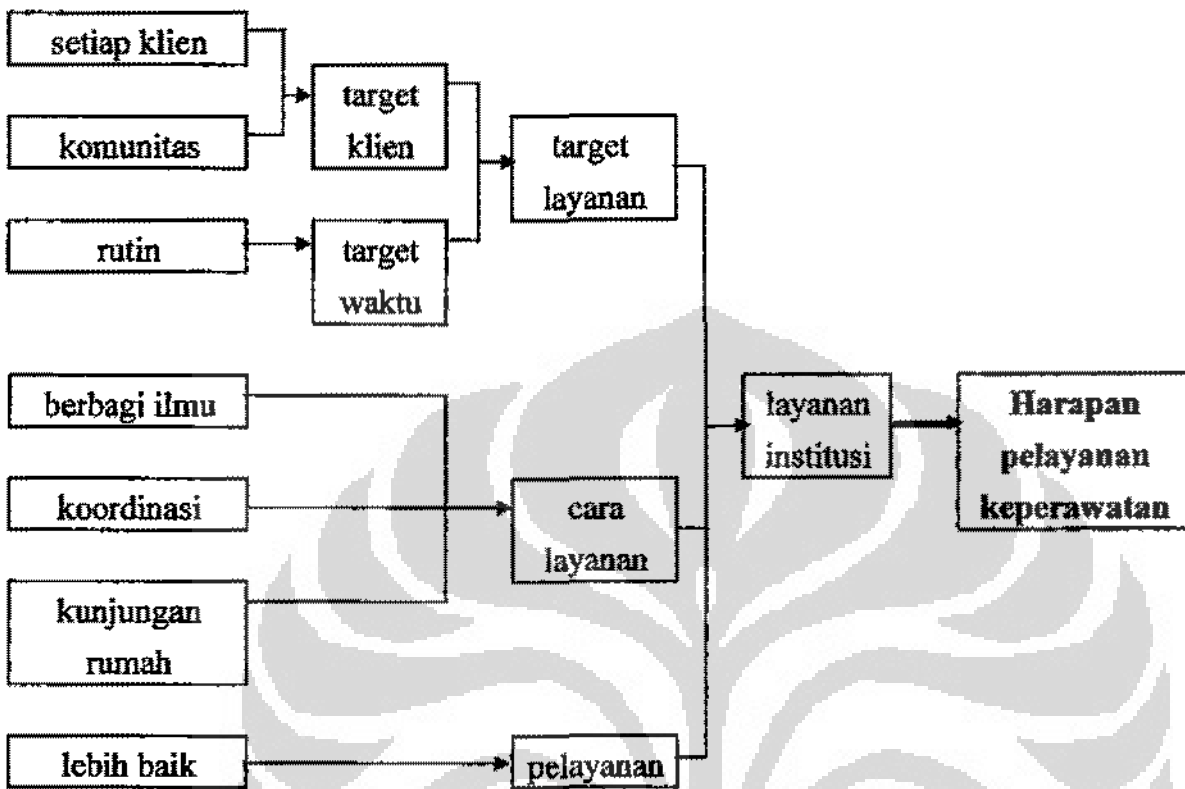 setiap klien
komunitas
rutin
berbagi ilmu
koordinasi
kunjungan
rumah
lebih baik
target
klien
target
waktu
target
layanan
cara
layanan
pelayanan
layanan
institusi
Harapan
pelayanan
keperawatan